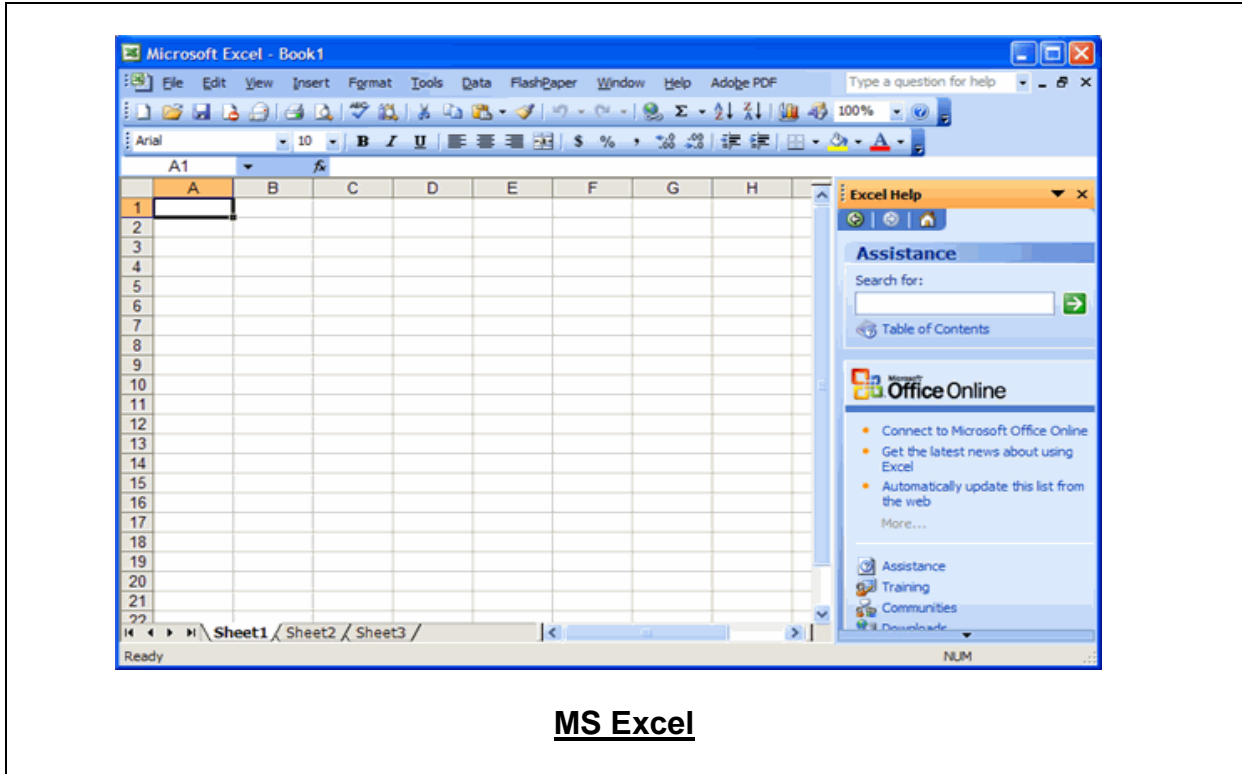 Microsoft Excel - Book1
File Edit View Insert Format Tools Data FlashPaper Window Help Adobe PDF Type a question for help
100%
Arial 10 B I U $ % , A
A1 fx
A B C D E F G H
1
2
3
4
5
6
7
8
9
10
11
12
13
14
15
16
17
18
19
20
21
22
Sheet1 / Sheet2 / Sheet3 /
Ready NUM
Excel Help
Assistance
Search for:
Table of Contents
Microsoft
Office Online
Connect to Microsoft Office Online
Get the latest news about using
Excel
Automatically update this list from
the web
More...
Assistance
Training
Communities
Downloads
MS Excel